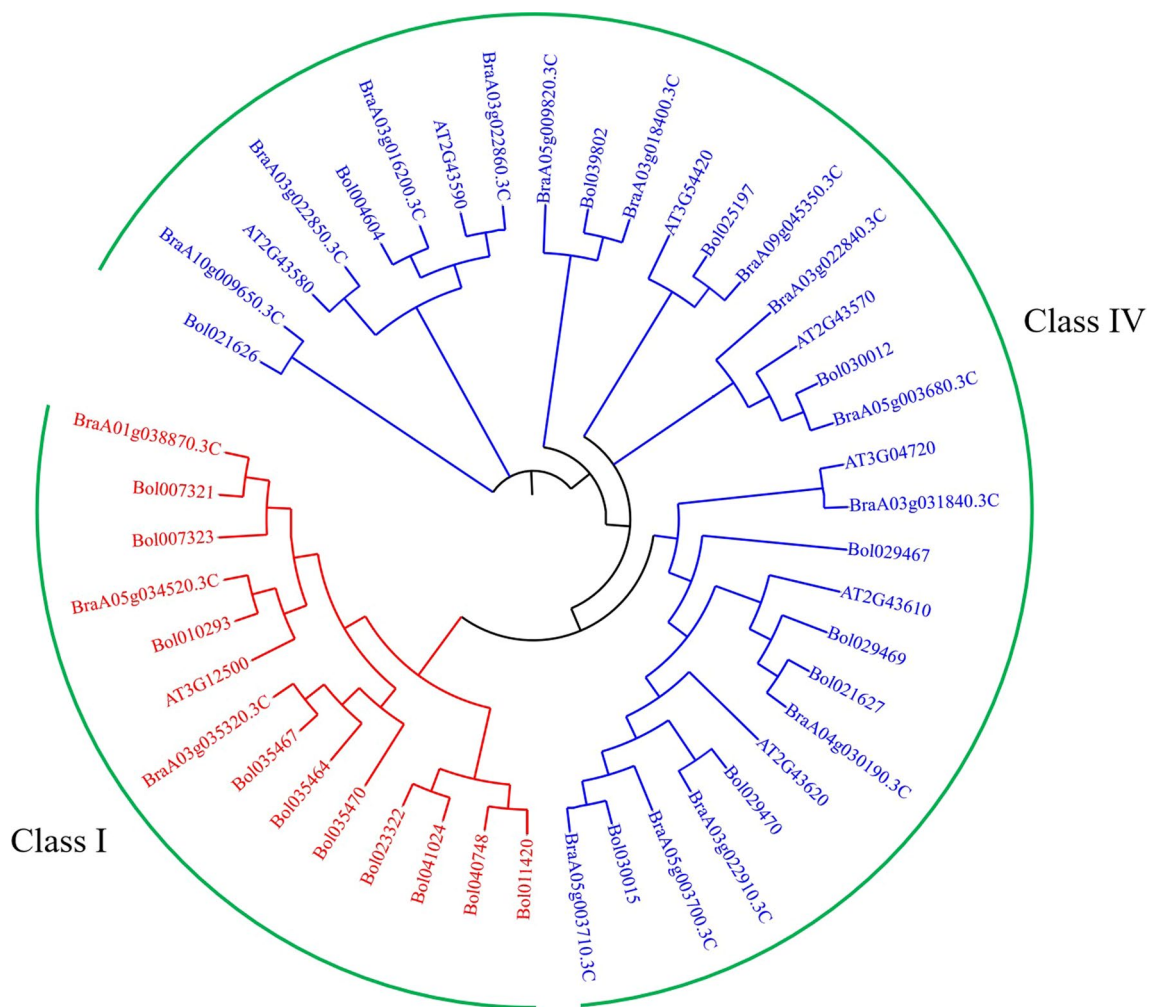 BraA10g009650.3C
Bol021626
AT2G43580
BraA03g022850.3C
Bol004604
BraA03g016200.3C
AT2G43590
BraA03g022860.3C
BraA05g009820.3C
Bol039802
BraA03g018400.3C
AT3G54420
Bol025197
BraA09g045350.3C
BraA03g022840.3C
AT2G43570
Bol030012
BraA05g003680.3C
Class IV
AT3G04720
BraA03g031840.3C
Bol029467
AT2G43610
Bol029469
Bol021627
BraA04g030190.3C
AT2G43620
Bol029470
BraA03g022910.3C
BraA05g003700.3C
Bol030015
BraA05g003710.3C
Bol011420
Bol040748
Bol041024
Bol023322
Bol035470
Bol035464
Bol035467
BraA03g035320.3C
AT3G12500
Bol010293
BraA05g034520.3C
Bol007323
Bol007321
BraA01g038870.3C
Class I